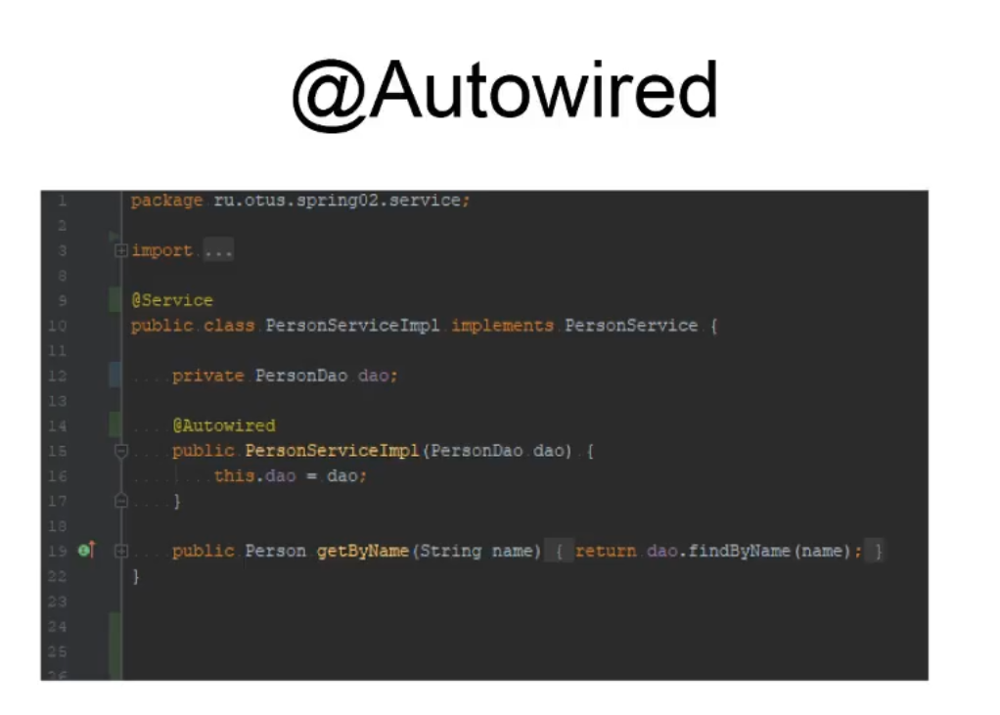 @Autowired
1 package ru.otus.spring02.service;
2
3 import ...
8
9 @Service
10 public class PersonServiceImpl implements PersonService {
11
12 private PersonDao dao;
13
14 @Autowired
15 public PersonServiceImpl(PersonDao dao) {
16 this.dao = dao;
17 }
18
19 public Person getByName(String name) { return dao.findByName(name); }
22 }
23
24
25
26